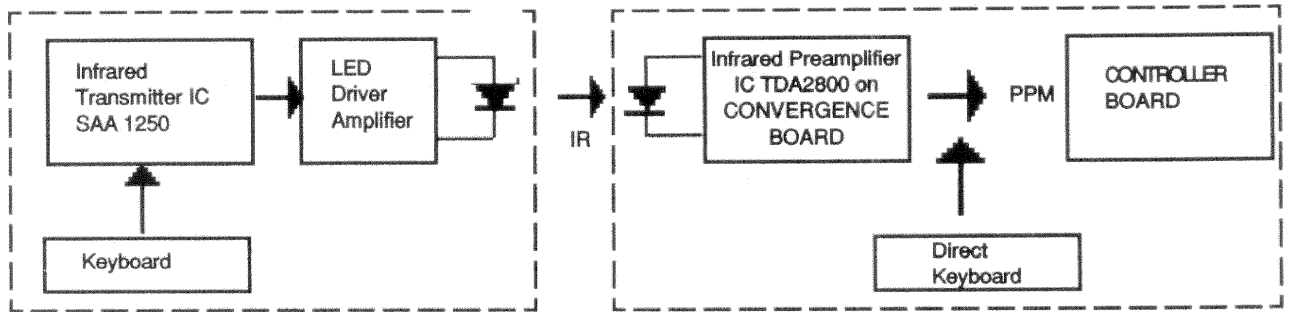 Infrared
Transmitter IC
SAA 1250
LED
Driver
Amplifier
Keyboard
IR
Infrared Preamplifier
IC TDA2800 on
CONVERGENCE
BOARD
PPM
CONTROLLER
BOARD
Direct
Keyboard